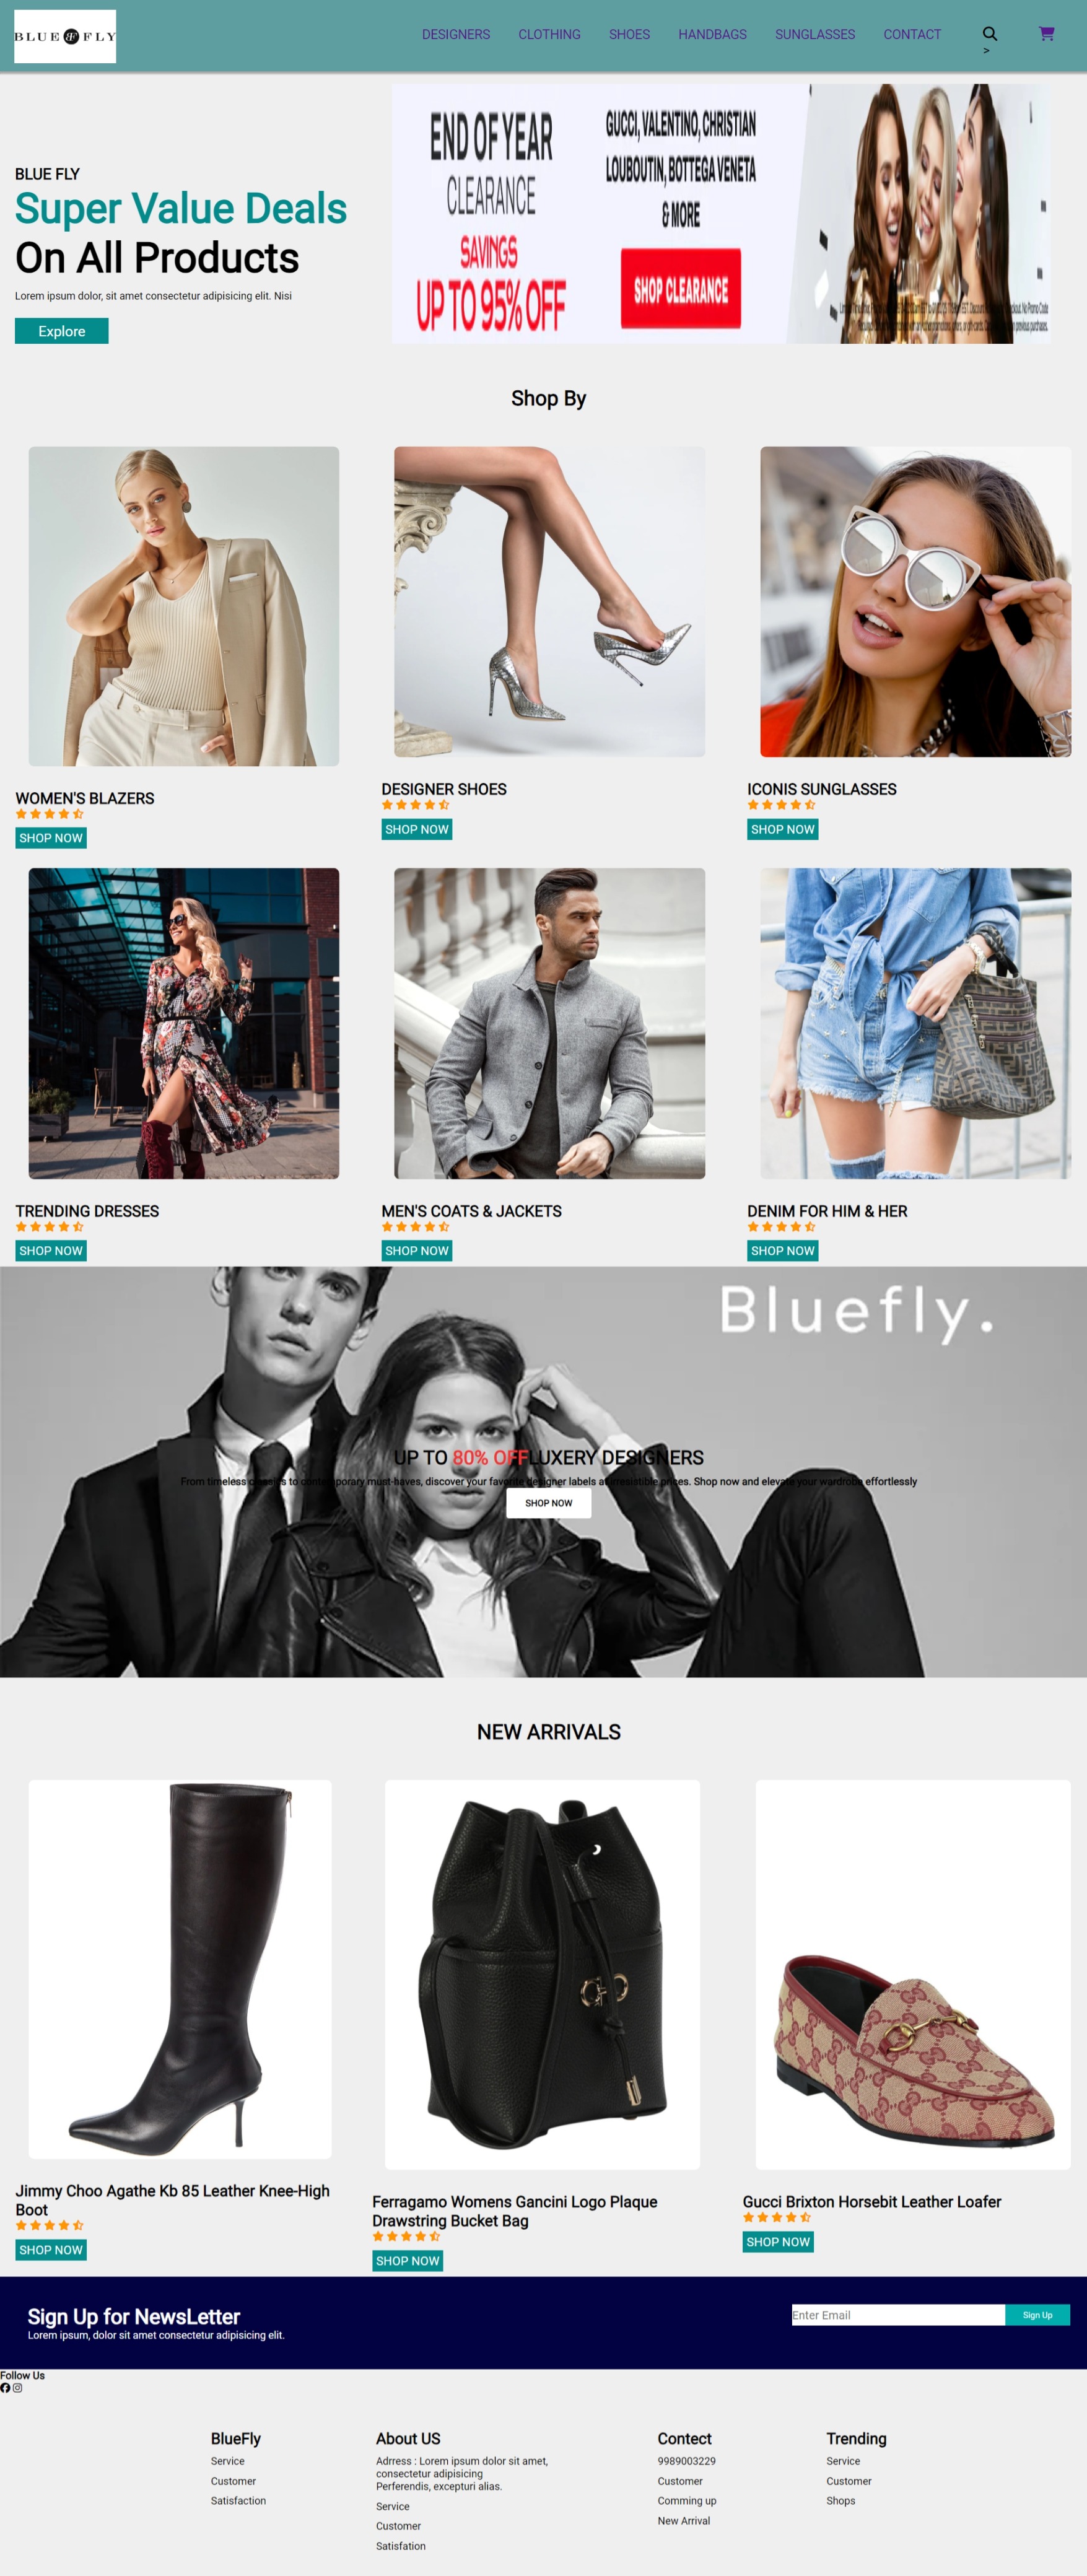 BLUE FLY
DESIGNERS CLOTHING SHOES HANDBAGS SUNGLASSES CONTACT
>
BLUE FLY
Super Value Deals
On All Products
Lorem ipsum dolor, sit amet consectetur adipisicing elit. Nisi
Explore
END OF YEAR
CLEARANCE
SAVINGS
UP TO 95% OFF
GUCCI, VALENTINO, CHRISTIAN
LOUBOUTIN, BOTTEGA VENETA
& MORE
SHOP CLEARANCE
Shop By
WOMEN'S BLAZERS
SHOP NOW
DESIGNER SHOES
SHOP NOW
ICONIS SUNGLASSES
SHOP NOW
TRENDING DRESSES
SHOP NOW
MEN'S COATS & JACKETS
SHOP NOW
DENIM FOR HIM & HER
SHOP NOW
Bluefly.
UP TO 80% OFFLUXERY DESIGNERS
From timeless classics to contemporary must-haves, discover your favorite designer labels at irresistible prices. Shop now and elevate your wardrobe effortlessly
SHOP NOW
NEW ARRIVALS
Jimmy Choo Agathe Kb 85 Leather Knee-High
Boot
SHOP NOW
Ferragamo Womens Gancini Logo Plaque
Drawstring Bucket Bag
SHOP NOW
Gucci Brixton Horsebit Leather Loafer
SHOP NOW
Sign Up for NewsLetter
Lorem ipsum, dolor sit amet consectetur adipisicing elit.
Enter Email
Sign Up
Follow Us
BlueFly
Service
Customer
Satisfaction
About US
Adrress : Lorem ipsum dolor sit amet,
consectetur adipisicing
Perferendis, excepturi alias.
Service
Customer
Satisfation
Contect
9989003229
Customer
Comming up
New Arrival
Trending
Service
Customer
Shops